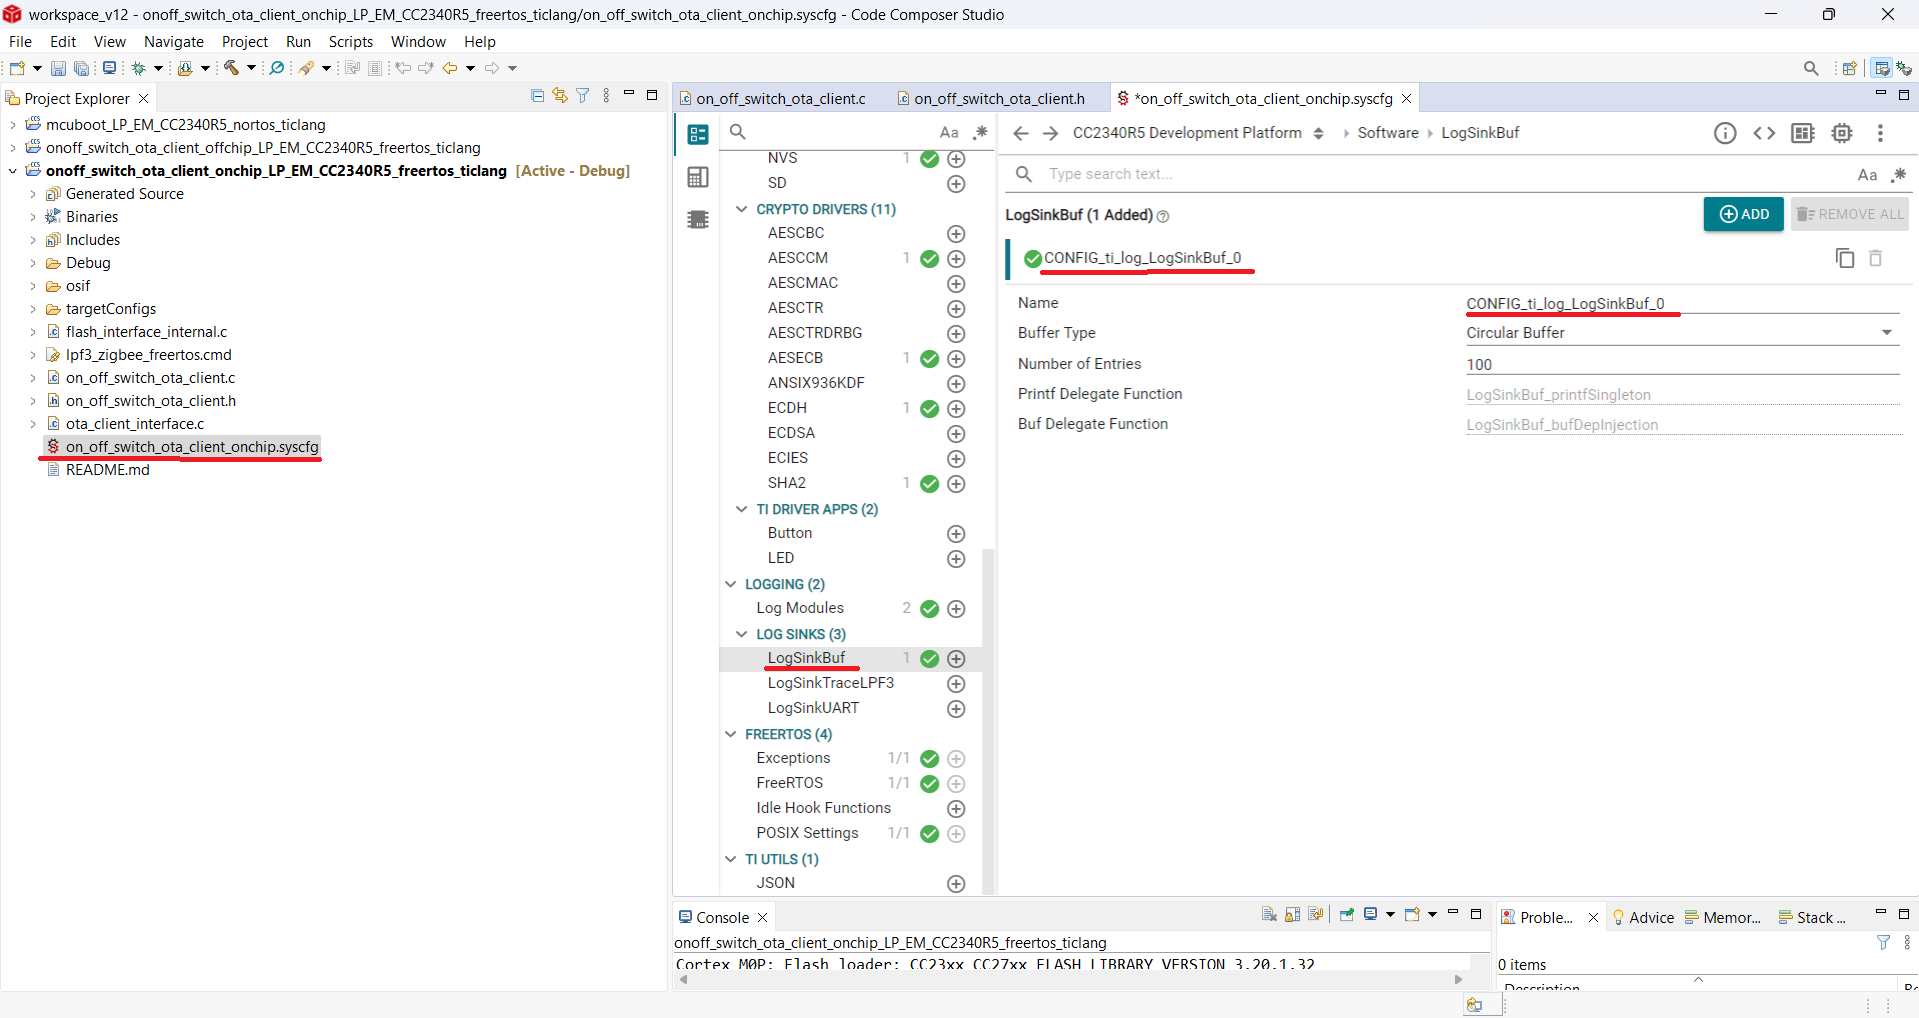 workspace_v12 - onoff_switch_ota_client_onchip_LP_EM_CC2340R5_freertos_ticlang/on_off_switch_ota_client_onchip.syscfg - Code Composer Studio
File Edit View Navigate Project Run Scripts Window Help
Project Explorer
mcuboot_LP_EM_CC2340R5_nortos_ticlang
onoff_switch_ota_client_offchip_LP_EM_CC2340R5_freertos_ticlang
onoff_switch_ota_client_onchip_LP_EM_CC2340R5_freertos_ticlang [Active - Debug]
Generated Source
Binaries
Includes
Debug
osif
targetConfigs
flash_interface_internal.c
lpf3_zigbee_freertos.cmd
on_off_switch_ota_client.c
on_off_switch_ota_client.h
ota_client_interface.c
on_off_switch_ota_client_onchip.syscfg
README.md
on_off_switch_ota_client.c on_off_switch_ota_client.h *on_off_switch_ota_client_onchip.syscfg
Aa .*
NVS 1
SD
CRYPTO DRIVERS (11)
AESCBC
AESCCM 1
AESCMAC
AESCTR
AESCTRDRBG
AESECB 1
ANSIX936KDF
ECDH 1
ECDSA
ECIES
SHA2 1
TI DRIVER APPS (2)
Button
LED
LOGGING (2)
Log Modules 2
LOG SINKS (3)
LogSinkBuf 1
LogSinkTraceLPF3
LogSinkUART
FREERTOS (4)
Exceptions 1/1
FreeRTOS 1/1
Idle Hook Functions
POSIX Settings 1/1
TI UTILS (1)
JSON
CC2340R5 Development Platform Software LogSinkBuf
Type search text... Aa .*
LogSinkBuf (1 Added) ADD REMOVE ALL
CONFIG_ti_log_LogSinkBuf_0
Name CONFIG_ti_log_LogSinkBuf_0
Buffer Type Circular Buffer
Number of Entries 100
Printf Delegate Function LogSinkBuf_printfSingleton
Buf Delegate Function LogSinkBuf_bufDepInjection
Console
onoff_switch_ota_client_onchip_LP_EM_CC2340R5_freertos_ticlang
Cortex_M0P: Flash loader: CC23xx_CC27xx FLASH LIBRARY VERSION 3.20.1.32
Proble... Advice Memor... Stack ...
0 items
Description